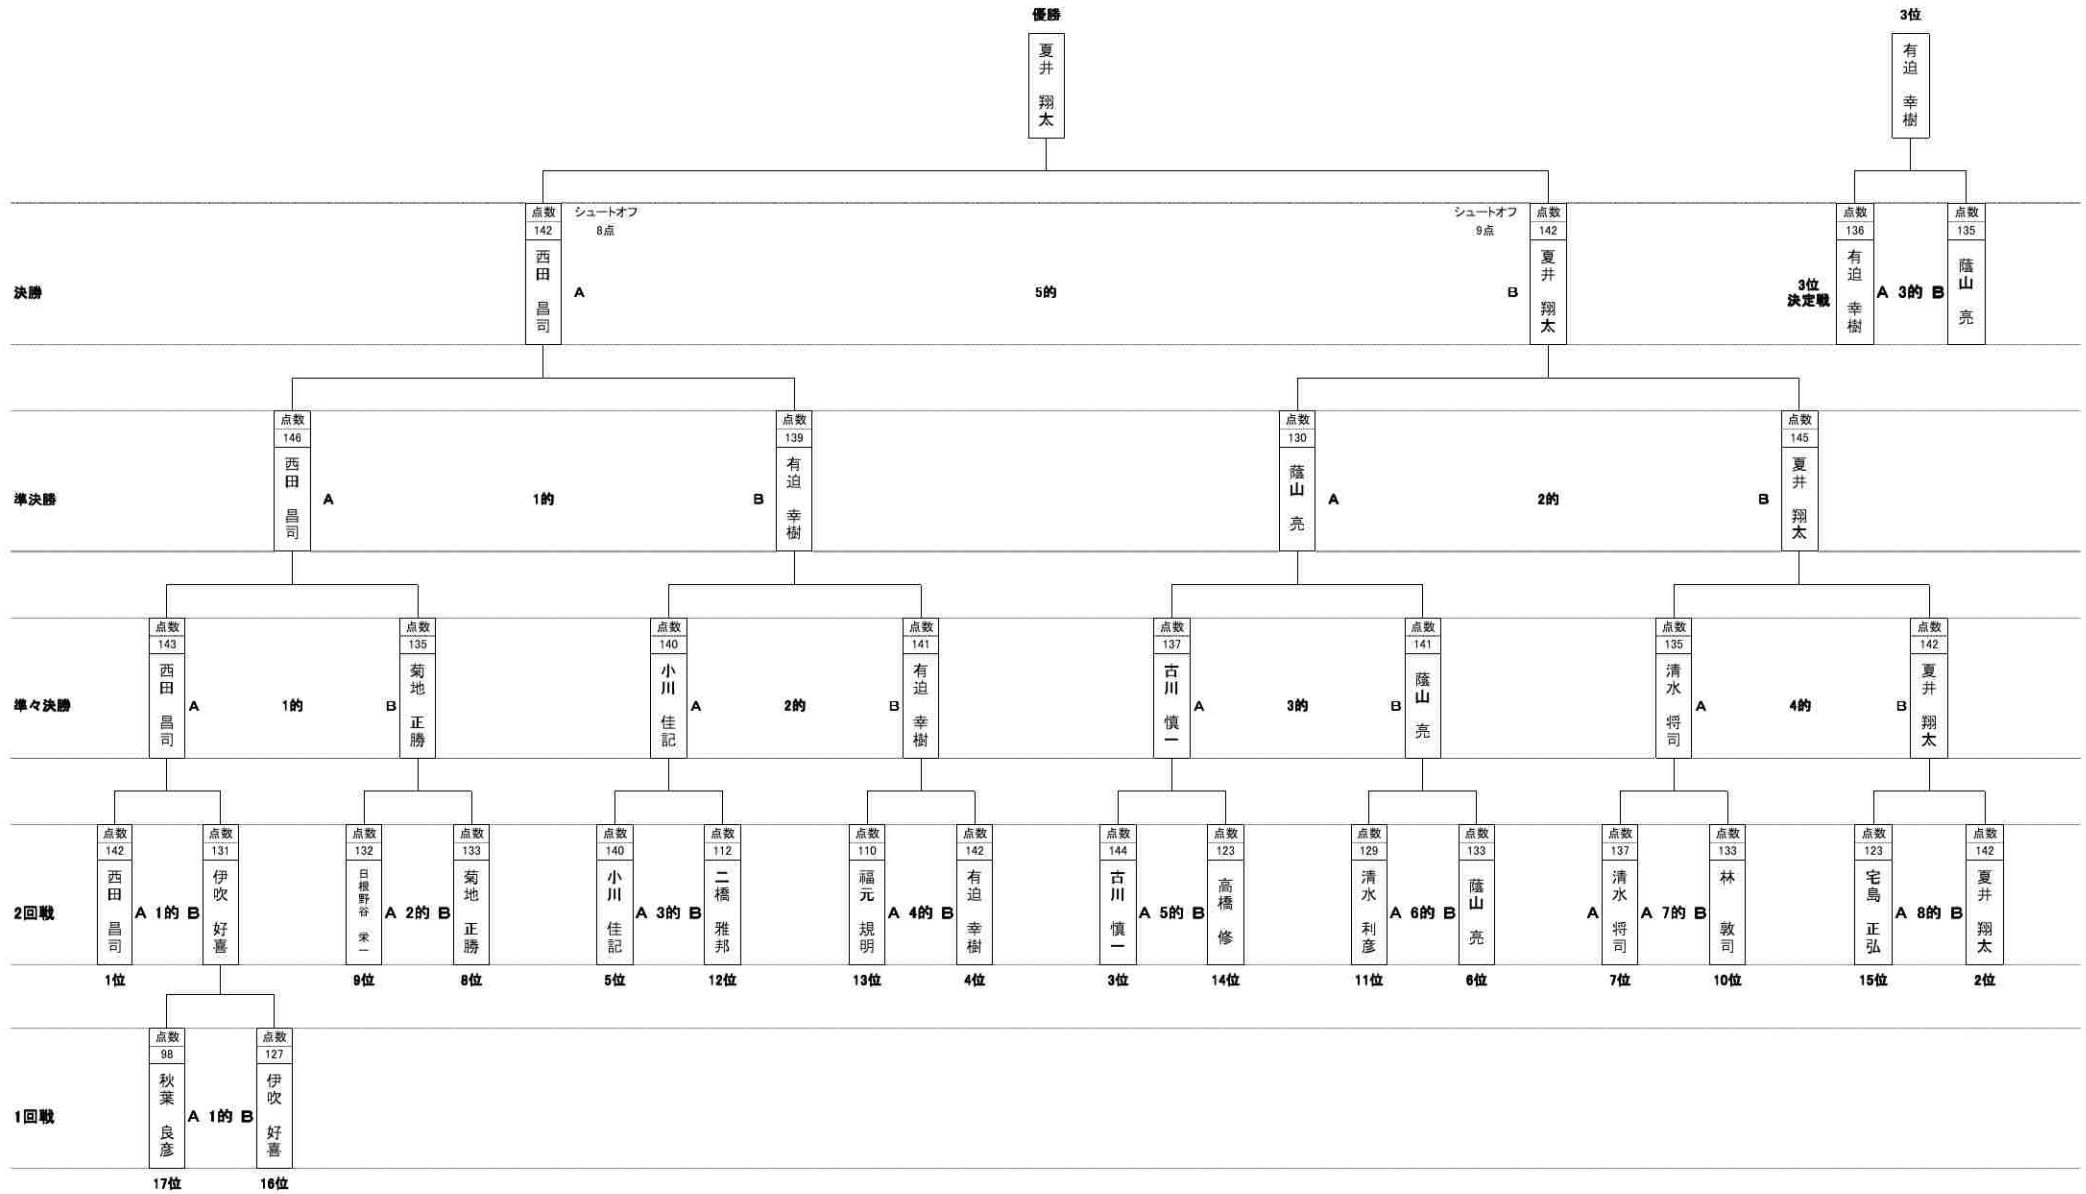 優勝 3位
夏井 翔太 有迫 幸樹
点数 シュートオフ シュートオフ 点数 点数 点数
142 8点 9点 142 136 135
決勝 西田 昌司 A 5的 B 夏井 翔太 3位決定戦 有迫 幸樹 A 3的 B 蔭山 亮
点数 点数 点数 点数
146 139 130 145
準決勝 西田 昌司 A 1的 B 有迫 幸樹 蔭山 亮 A 2的 B 夏井 翔太
点数 点数 点数 点数 点数 点数 点数 点数
143 135 140 141 137 141 135 142
準々決勝 西田 昌司 A 1的 B 菊地 正勝 小川 佳記 A 2的 B 有迫 幸樹 古川 慎一 A 3的 B 蔭山 亮 清水 将司 A 4的 B 夏井 翔太
点数 点数 点数 点数 点数 点数 点数 点数 点数 点数 点数 点数 点数 点数 点数 点数
142 131 132 133 140 112 110 142 144 123 129 133 137 133 123 142
2回戦 西田 昌司 A 1的 B 伊吹 好喜 日根野谷 栄一 A 2的 B 菊地 正勝 小川 佳記 A 3的 B 二橋 雅邦 福元 規明 A 4的 B 有迫 幸樹 古川 慎一 A 5的 B 高橋 修 清水 利彦 A 6的 B 蔭山 亮 A 清水 将司 A 7的 B 林 敦司 宅島 正弘 A 8的 B 夏井 翔太
1位 9位 8位 5位 12位 13位 4位 3位 14位 11位 6位 7位 10位 15位 2位
点数 点数
98 127
1回戦 秋葉 良彦 A 1的 B 伊吹 好喜
17位 16位